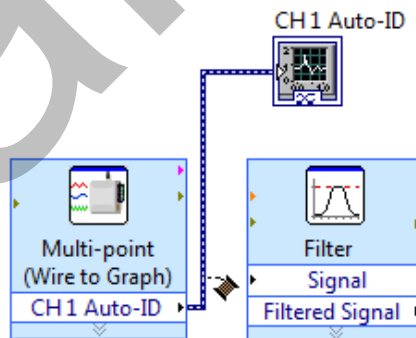 CH 1 Auto-ID
Multi-point
(Wire to Graph)
CH 1 Auto-ID
Filter
Signal
Filtered Signal